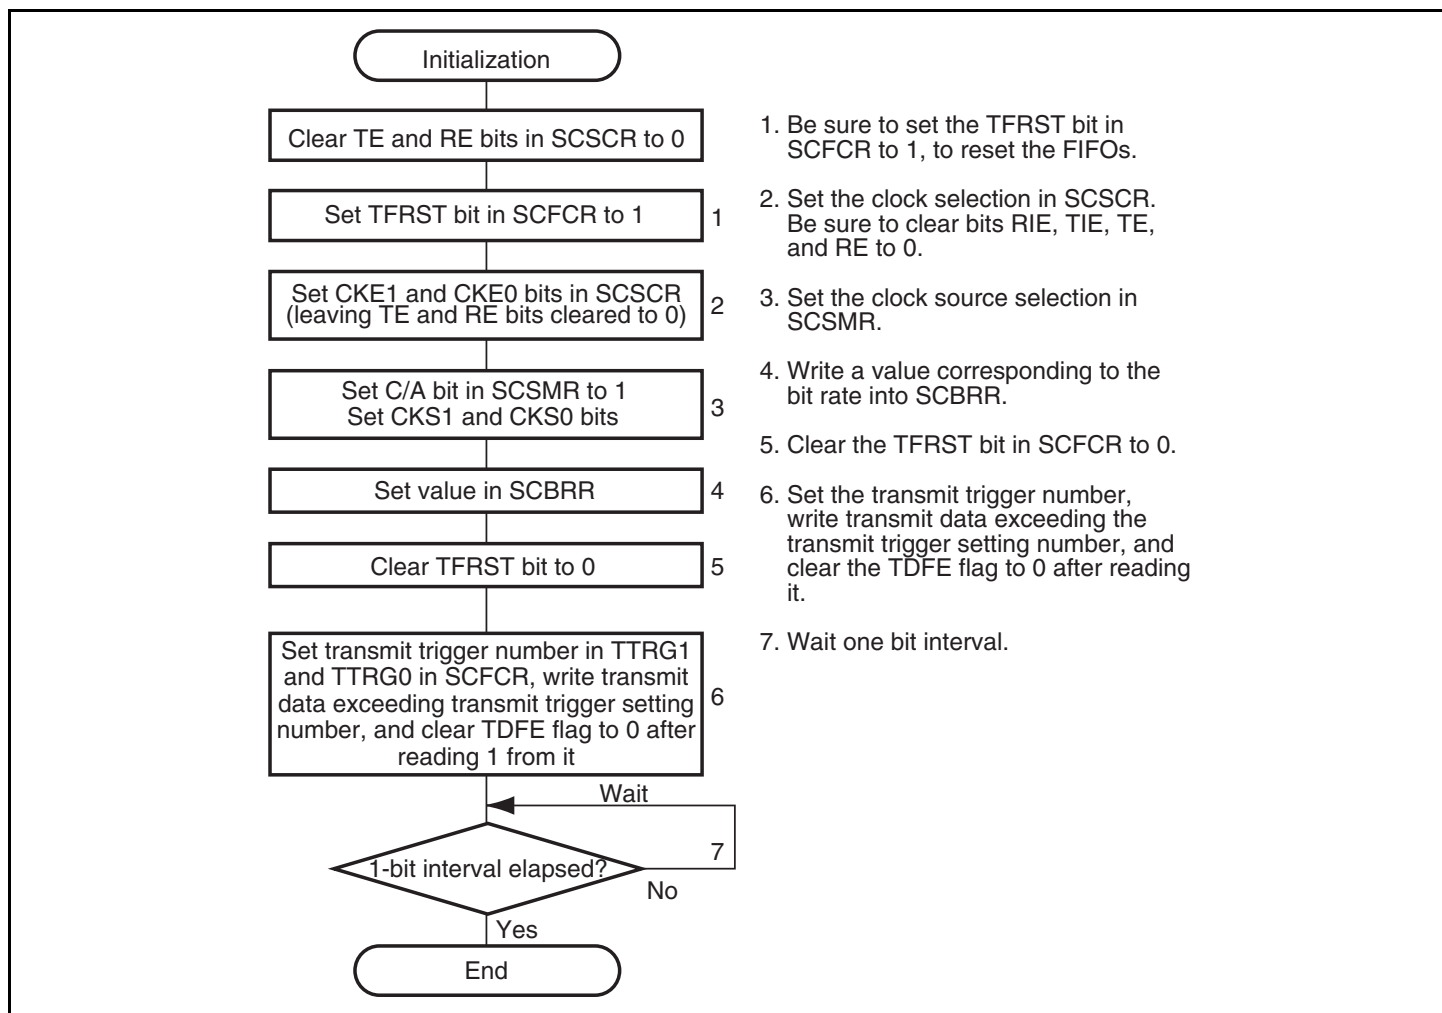 Initialization
Clear TE and RE bits in SCSCR to 0
Set TFRST bit in SCFCR to 1
1
Set CKE1 and CKE0 bits in SCSCR
(leaving TE and RE bits cleared to 0)
2
Set C/A bit in SCSMR to 1
Set CKS1 and CKS0 bits
3
Set value in SCBRR
4
Clear TFRST bit to 0
5
Set transmit trigger number in TTRG1
and TTRG0 in SCFCR, write transmit
data exceeding transmit trigger setting
number, and clear TDFE flag to 0 after
reading 1 from it
6
Wait
1-bit interval elapsed?
7
No
Yes
End
1. Be sure to set the TFRST bit in
SCFCR to 1, to reset the FIFOs.
2. Set the clock selection in SCSCR.
Be sure to clear bits RIE, TIE, TE,
and RE to 0.
3. Set the clock source selection in
SCSMR.
4. Write a value corresponding to the
bit rate into SCBRR.
5. Clear the TFRST bit in SCFCR to 0.
6. Set the transmit trigger number,
write transmit data exceeding the
transmit trigger setting number, and
clear the TDFE flag to 0 after reading
it.
7. Wait one bit interval.